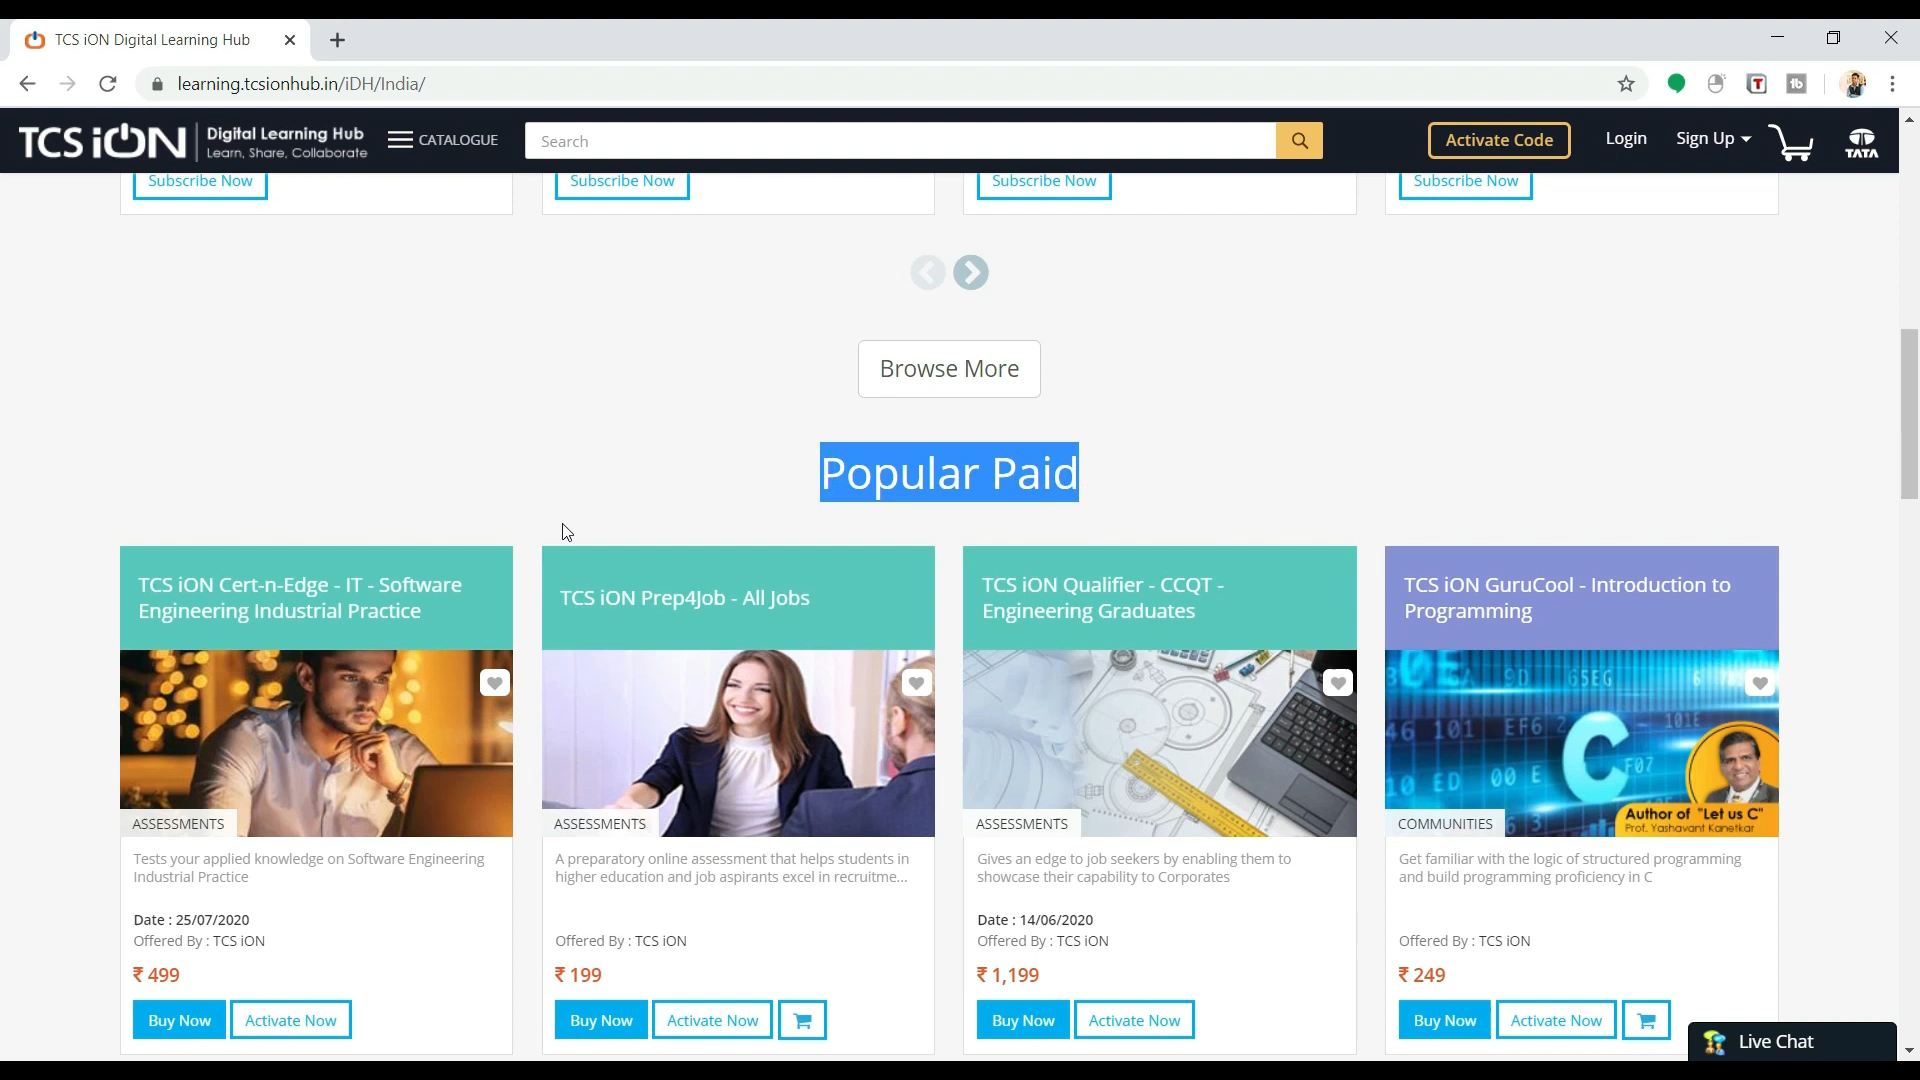 TCS iON Digital Learning Hub
learning.tcsionhub.in/iDH/India/
TCS iON Digital Learning Hub
Learn, Share, Collaborate
CATALOGUE
Search
Activate Code
Login
Sign Up
TATA
Subscribe Now
Subscribe Now
Subscribe Now
Subscribe Now
Browse More
Popular Paid
TCS iON Cert-n-Edge - IT - Software
Engineering Industrial Practice
ASSESSMENTS
Tests your applied knowledge on Software Engineering
Industrial Practice
Date : 25/07/2020
Offered By : TCS iON
₹ 499
Buy Now
Activate Now
TCS iON Prep4Job - All Jobs
ASSESSMENTS
A preparatory online assessment that helps students in
higher education and job aspirants excel in recruitme...
Offered By : TCS iON
₹ 199
Buy Now
Activate Now
TCS iON Qualifier - CCQT -
Engineering Graduates
ASSESSMENTS
Gives an edge to job seekers by enabling them to
showcase their capability to Corporates
Date : 14/06/2020
Offered By : TCS iON
₹ 1,199
Buy Now
Activate Now
TCS iON GuruCool - Introduction to
Programming
C
Author of "Let us C"
Prof. Yashavant Kanetkar
COMMUNITIES
Get familiar with the logic of structured programming
and build programming proficiency in C
Offered By : TCS iON
₹ 249
Buy Now
Activate Now
Live Chat